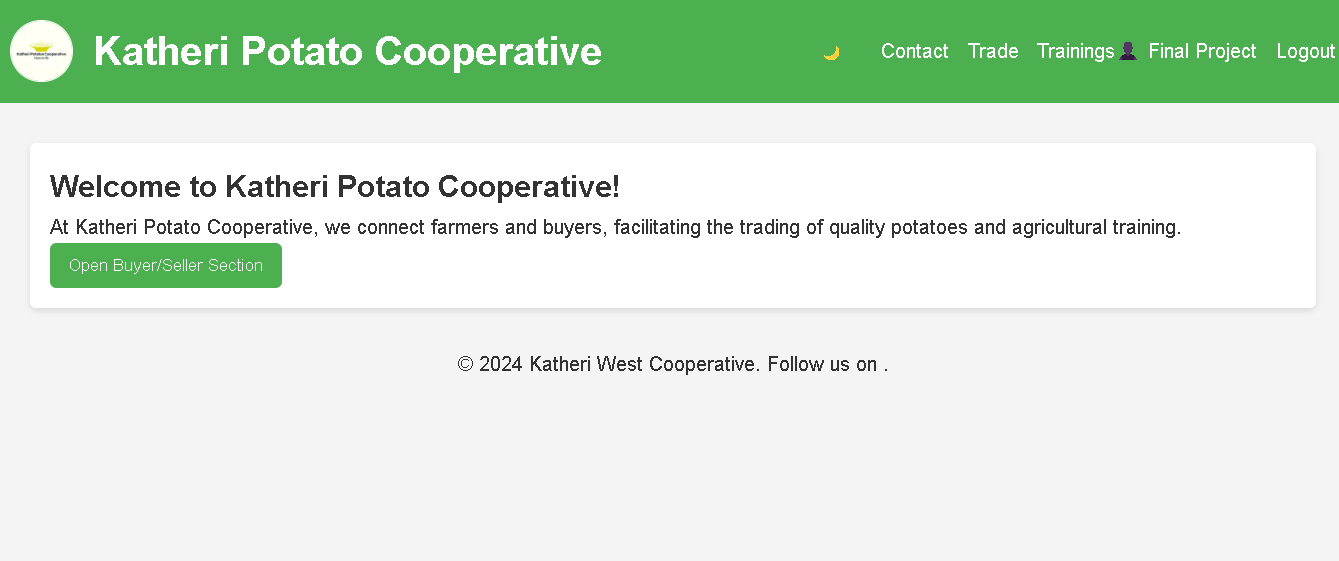 Katheri Potato Cooperative
Katheri Potato Cooperative Contact Trade Trainings Final Project Logout
Welcome to Katheri Potato Cooperative!
At Katheri Potato Cooperative, we connect farmers and buyers, facilitating the trading of quality potatoes and agricultural training.
Open Buyer/Seller Section
© 2024 Katheri West Cooperative. Follow us on .